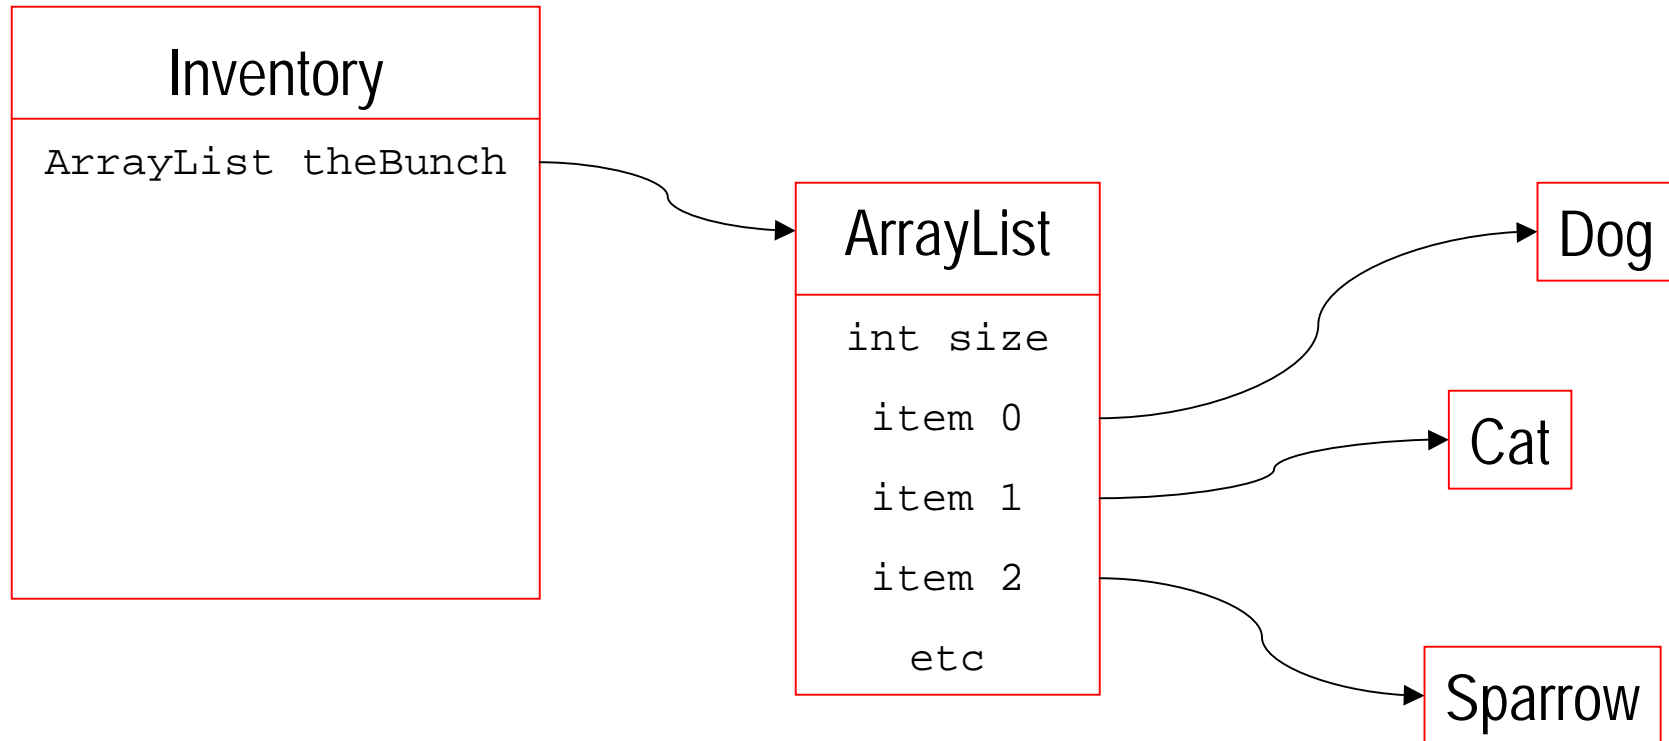 Inventory
ArrayList theBunch
ArrayList
int size
item 0
item 1
item 2
etc
Dog
Cat
Sparrow